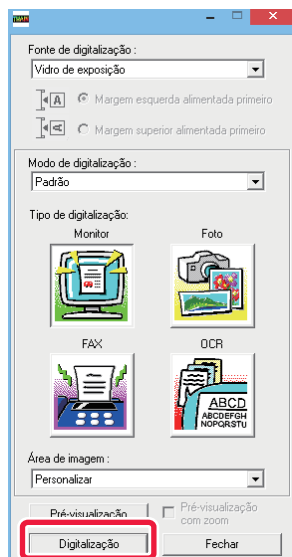 TWAIN
Fonte de digitalização :
Vidro de exposição
A Margem esquerda alimentada primeiro
A Margem superior alimentada primeiro
Modo de digitalização :
Padrão
Tipo de digitalização:
Monitor Foto
FAX OCR
ABCD
ABCDEFGH
NOPQRSTU
Área de imagem :
Personalizar
Pré-visualização
Pré-visualização
com zoom
Digitalização Fechar